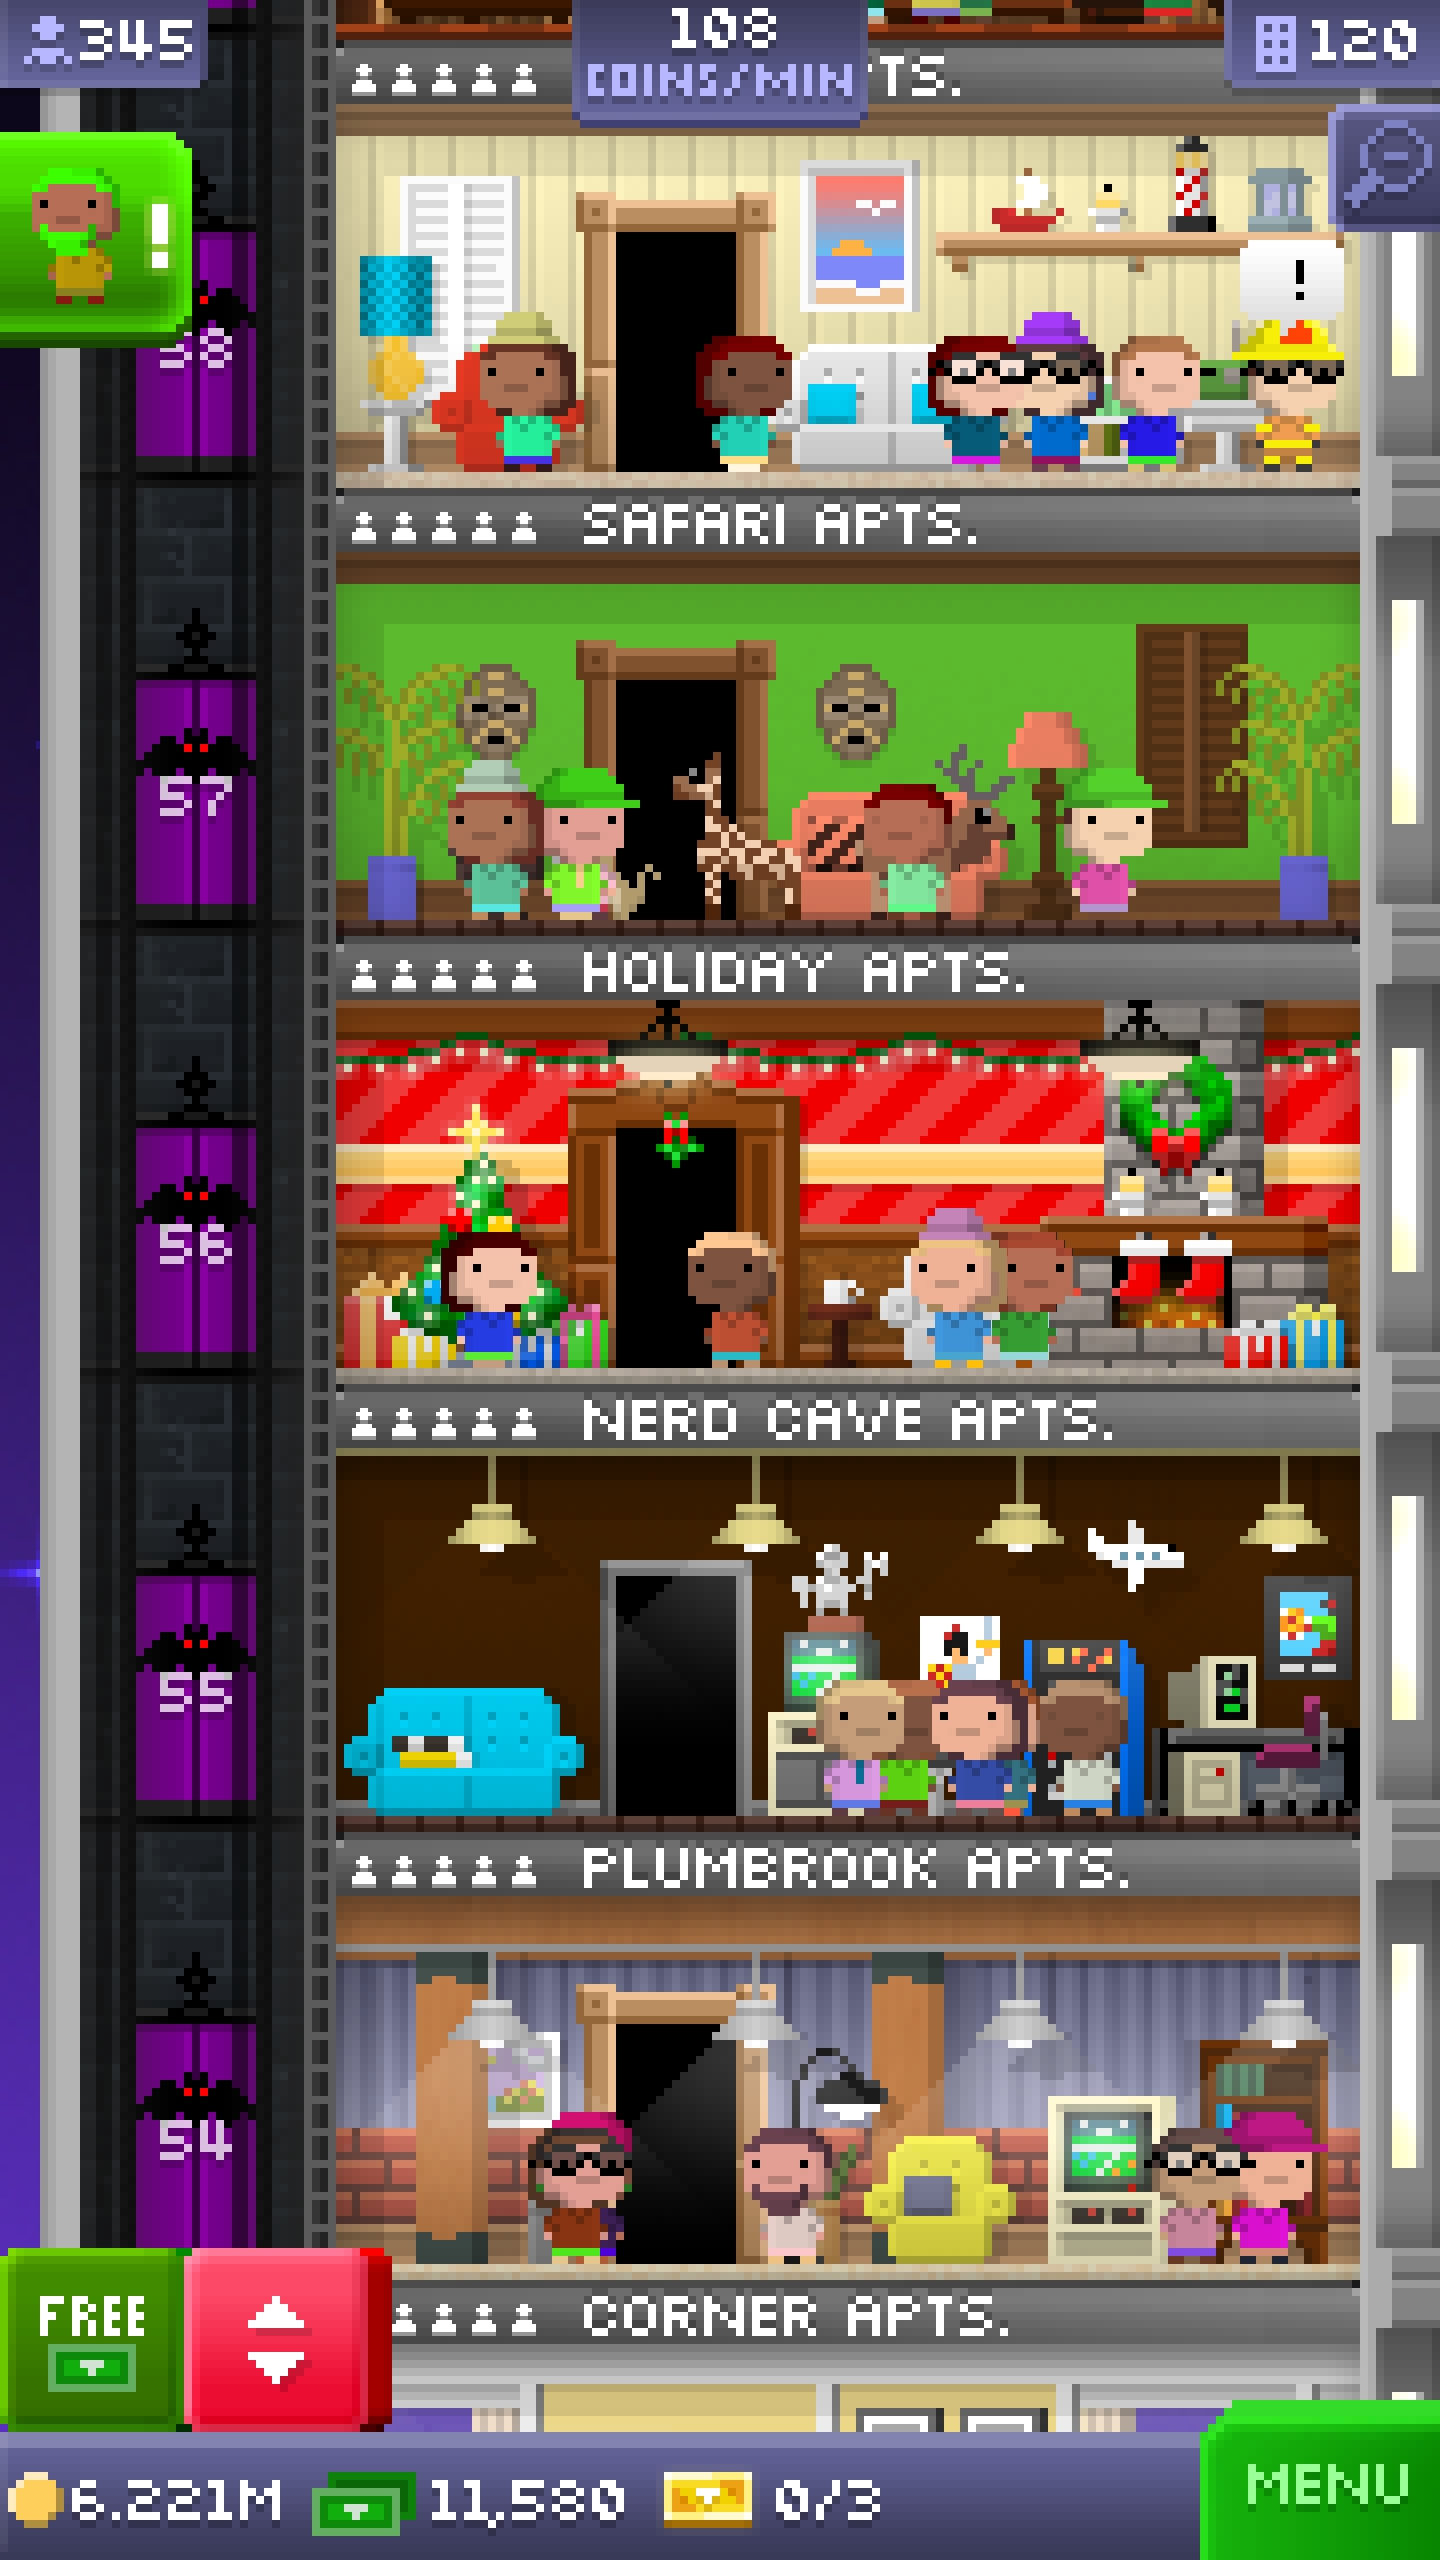 345
108
COINS/MIN
120
TS.
!
!
58
SAFARI APTS.
57
HOLIDAY APTS.
56
NERD CAVE APTS.
55
PLUMBROOK APTS.
54
FREE
CORNER APTS.
6.221M
11,580
0/3
MENU